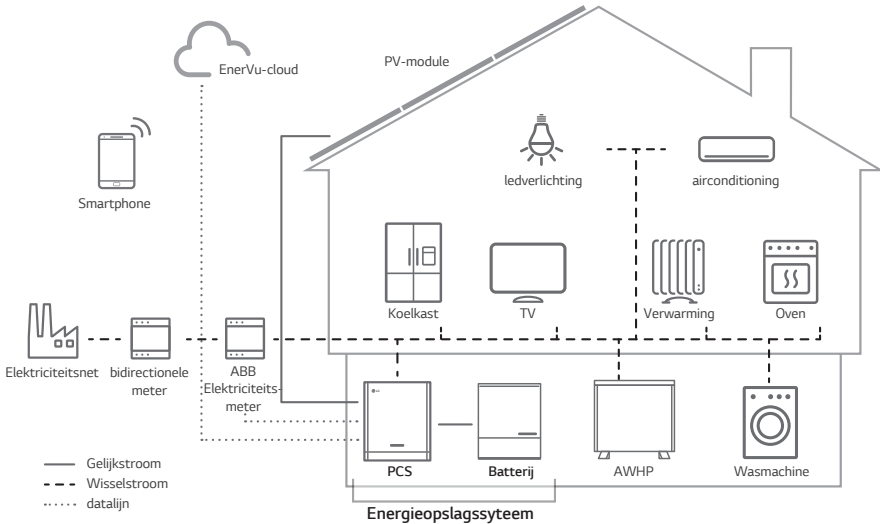 EnerVu-cloud
PV-module
Smartphone
ledverlichting
airconditioning
Koelkast
TV
Verwarming
Oven
Elektriciteitsnet
bidirectionele
meter
ABB
Elektriciteits-
meter
LG
PCS
Batterij
AWHP
Wasmachine
Gelijkstroom
Wisselstroom
datalijn
Energieopslagssyteem